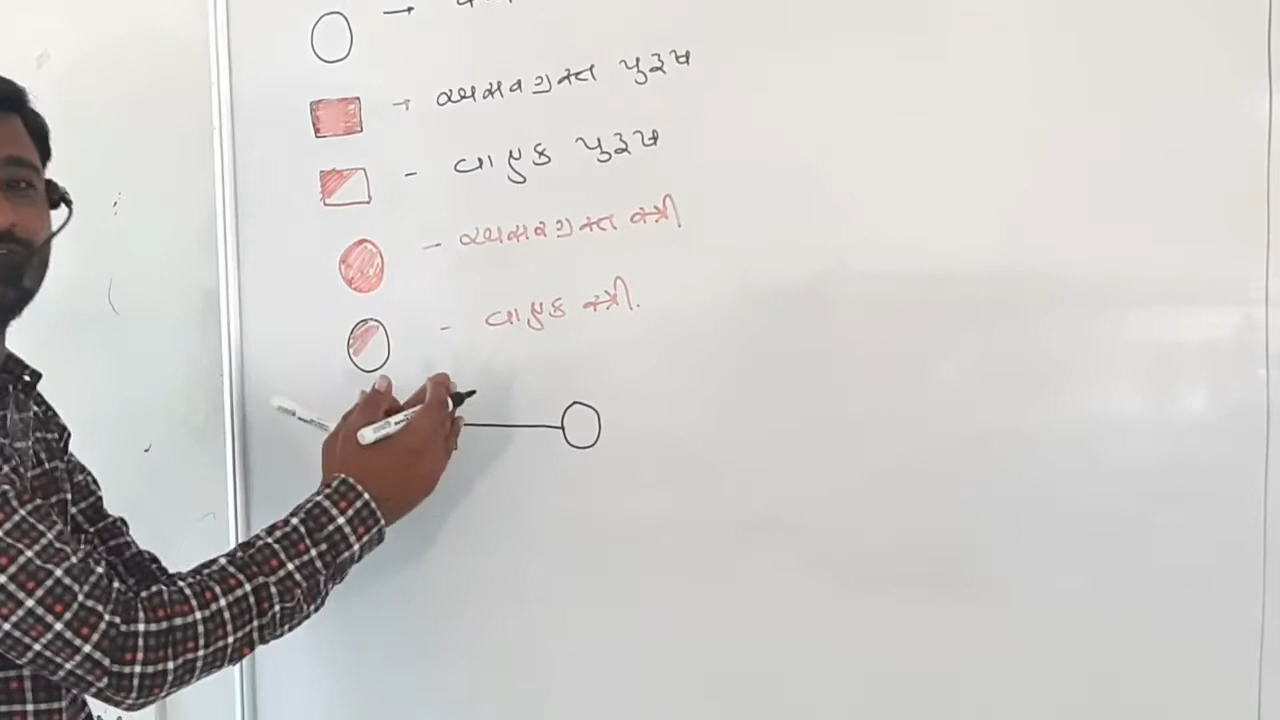 →
→ અસરગ્રસ્ત પુરૂષ
- વાહક પુરૂષ
- અસરગ્રસ્ત સ્ત્રી
- વાહક સ્ત્રી.